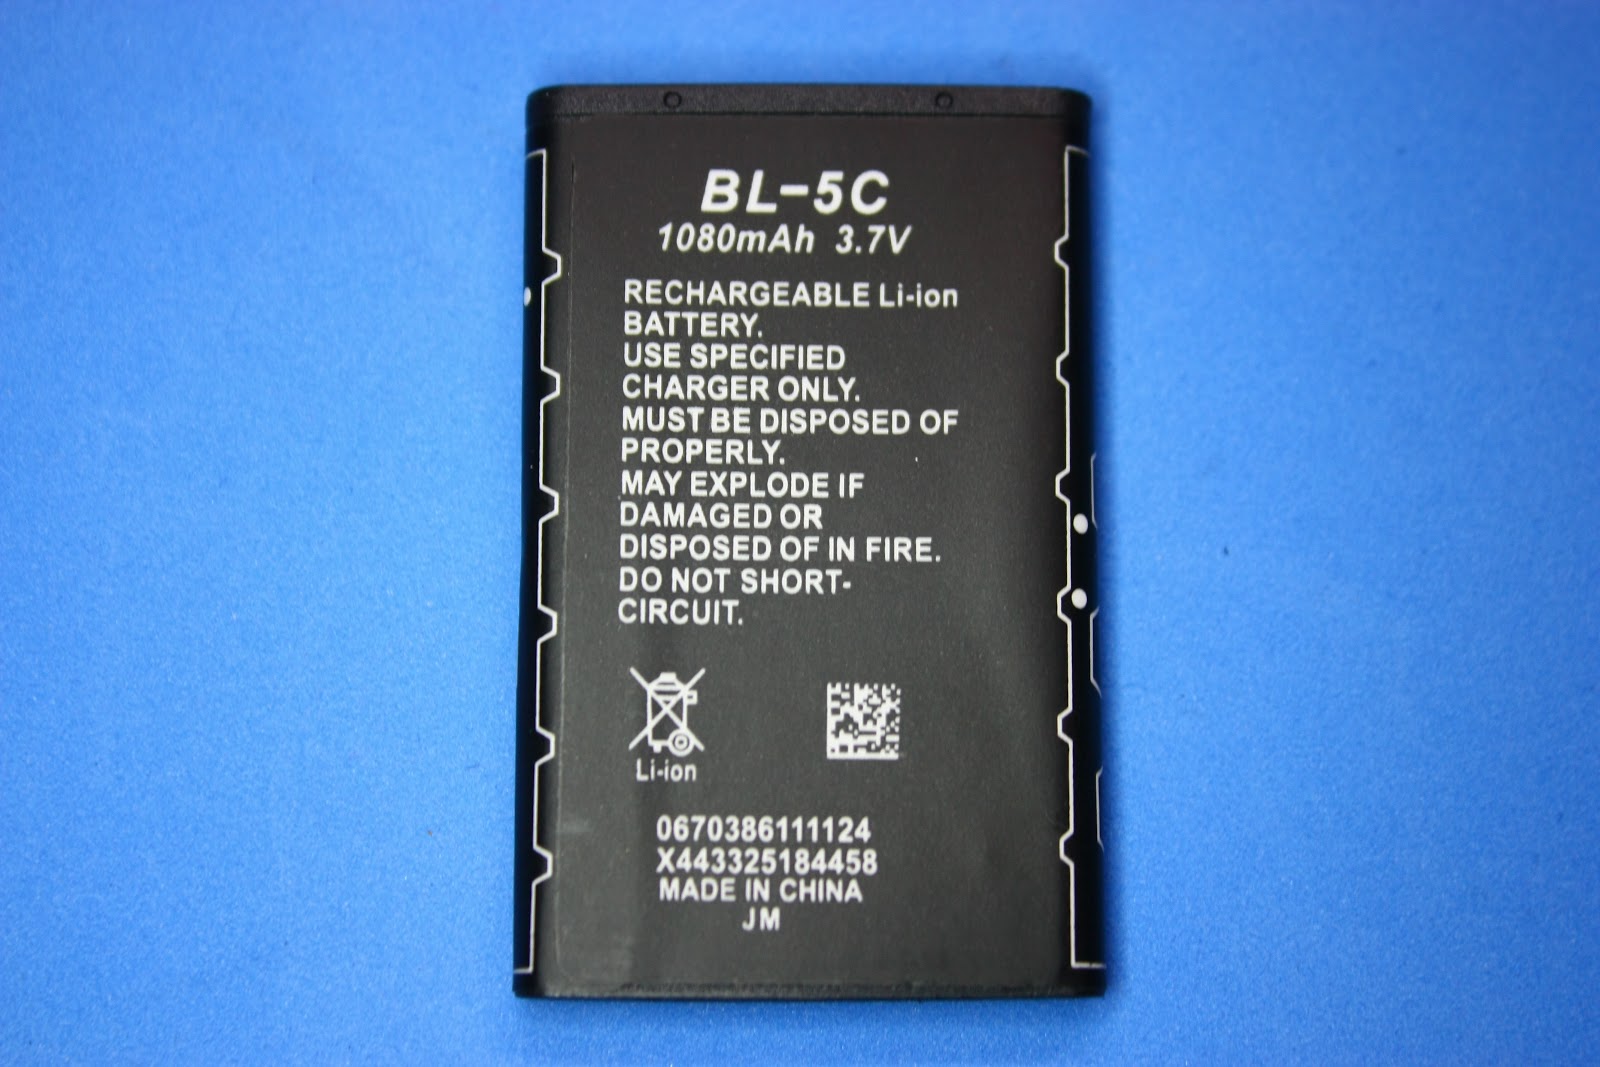 BL-5C
1080mAh 3.7V
RECHARGEABLE Li-ion
BATTERY.
USE SPECIFIED
CHARGER ONLY.
MUST BE DISPOSED OF
PROPERLY.
MAY EXPLODE IF
DAMAGED OR
DISPOSED OF IN FIRE.
DO NOT SHORT-
CIRCUIT.
Li-ion
0670386111124
X443325184458
MADE IN CHINA
JM